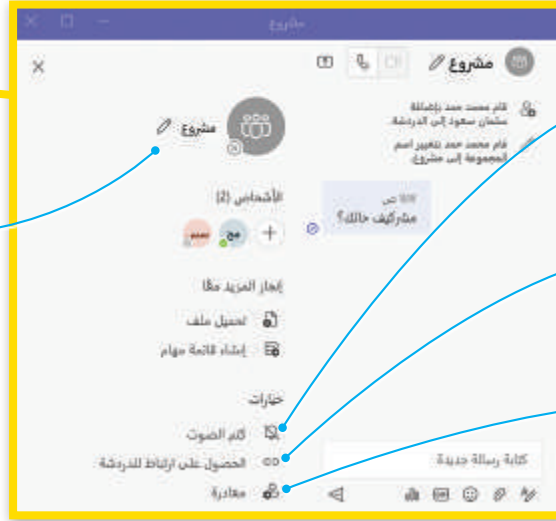 مشروع
مشروع
قام محمد حمد بإضافة
سلمان سعود إلى الدردشة.
قام محمد حمد بتغيير اسم
المجموعة إلى مشروع.
ص
كيف حالك؟
مشروع
الأشخاص (2)
مح
إنجاز المزيد معًا
تحميل ملف
إنشاء قائمة مهام
خيارات
كتم الصوت
الحصول على ارتباط للدردشة
مغادرة
كتابة رسالة جديدة